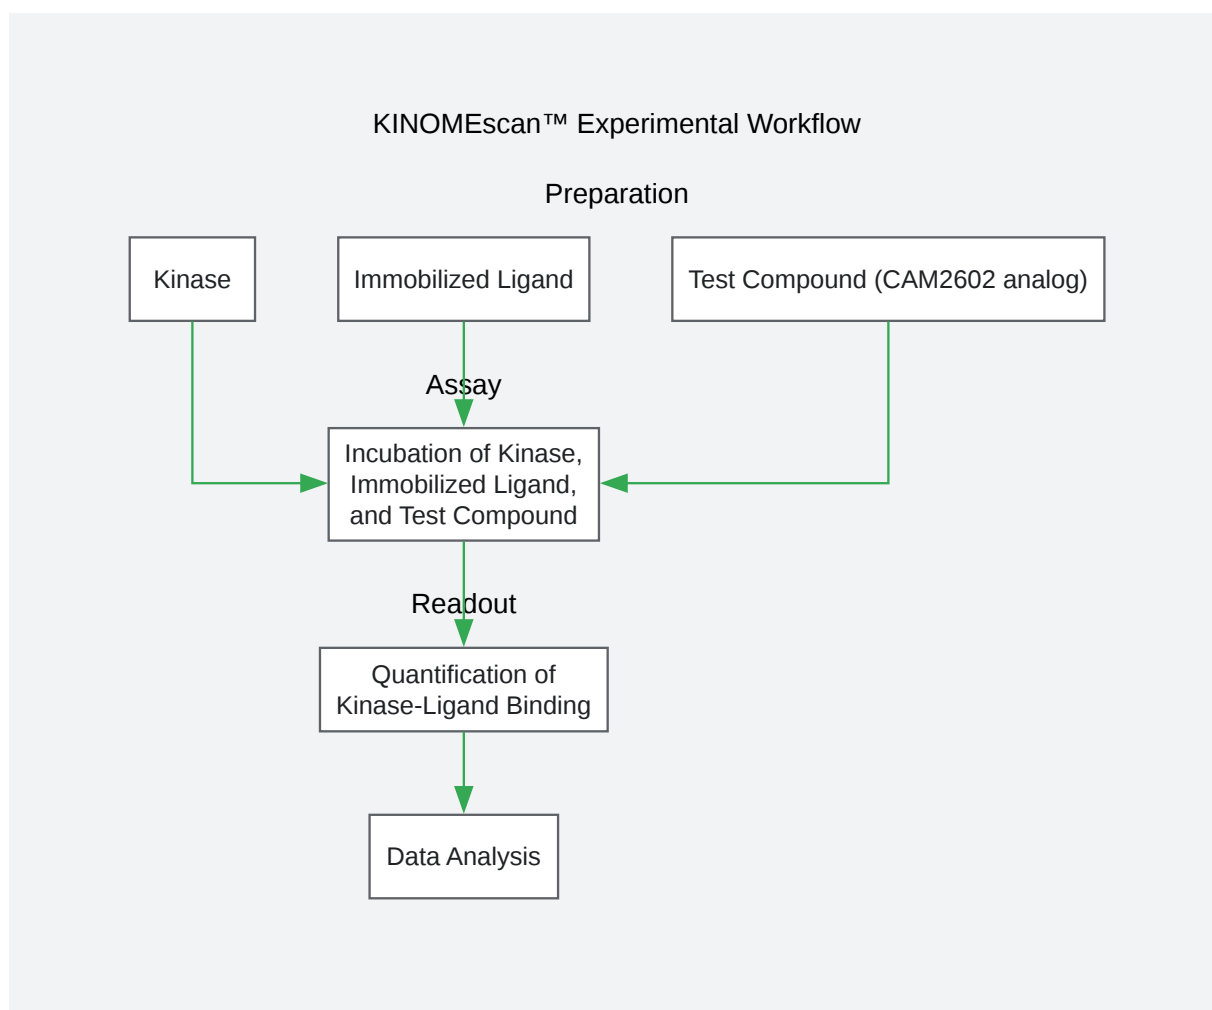 KINOMEscan™ Experimental Workflow
Preparation
Kinase
Immobilized Ligand
Test Compound (CAM2602 analog)
Assay
Incubation of Kinase,
Immobilized Ligand,
and Test Compound
Readout
Quantification of
Kinase-Ligand Binding
Data Analysis